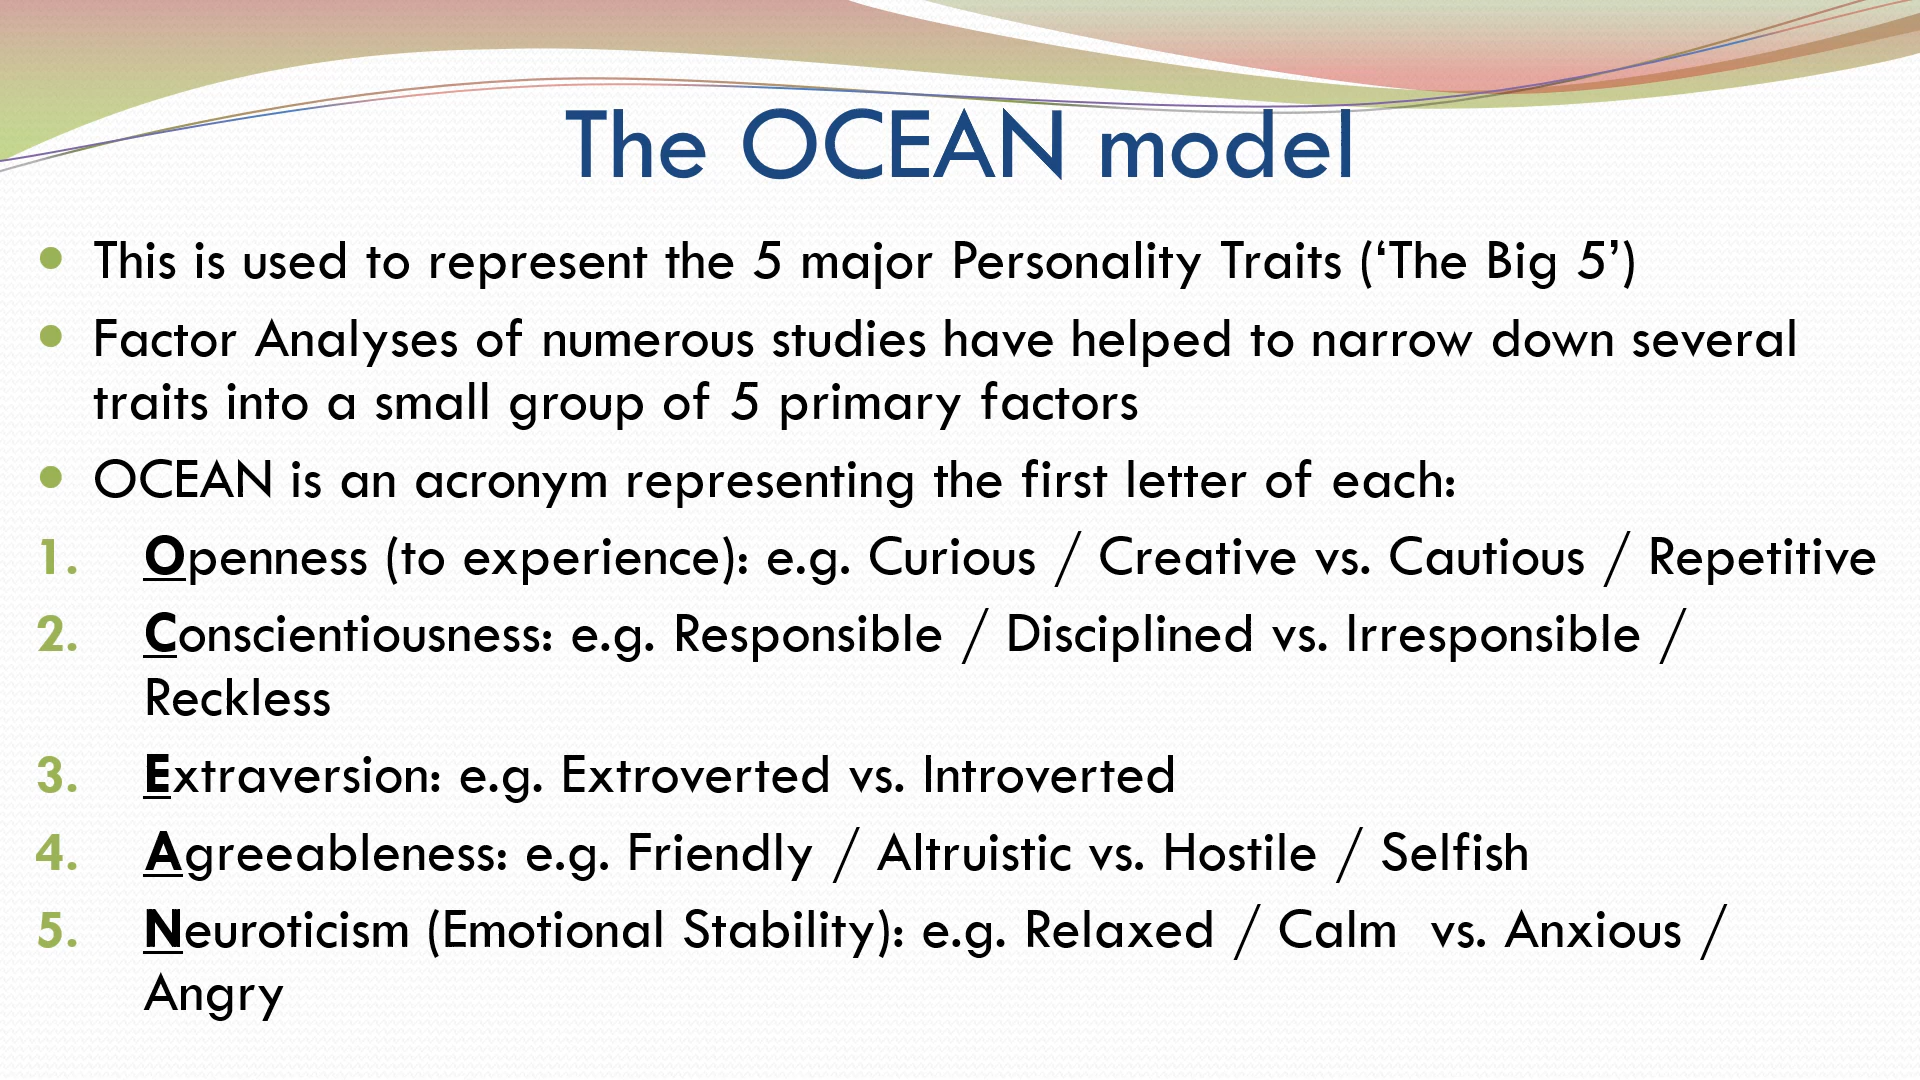 The OCEAN model
• This is used to represent the 5 major Personality Traits (‘The Big 5’)
• Factor Analyses of numerous studies have helped to narrow down several
traits into a small group of 5 primary factors
• OCEAN is an acronym representing the first letter of each:
1. Openness (to experience): e.g. Curious / Creative vs. Cautious / Repetitive
2. Conscientiousness: e.g. Responsible / Disciplined vs. Irresponsible /
Reckless
3. Extraversion: e.g. Extroverted vs. Introverted
4. Agreeableness: e.g. Friendly / Altruistic vs. Hostile / Selfish
5. Neuroticism (Emotional Stability): e.g. Relaxed / Calm  vs. Anxious /
Angry